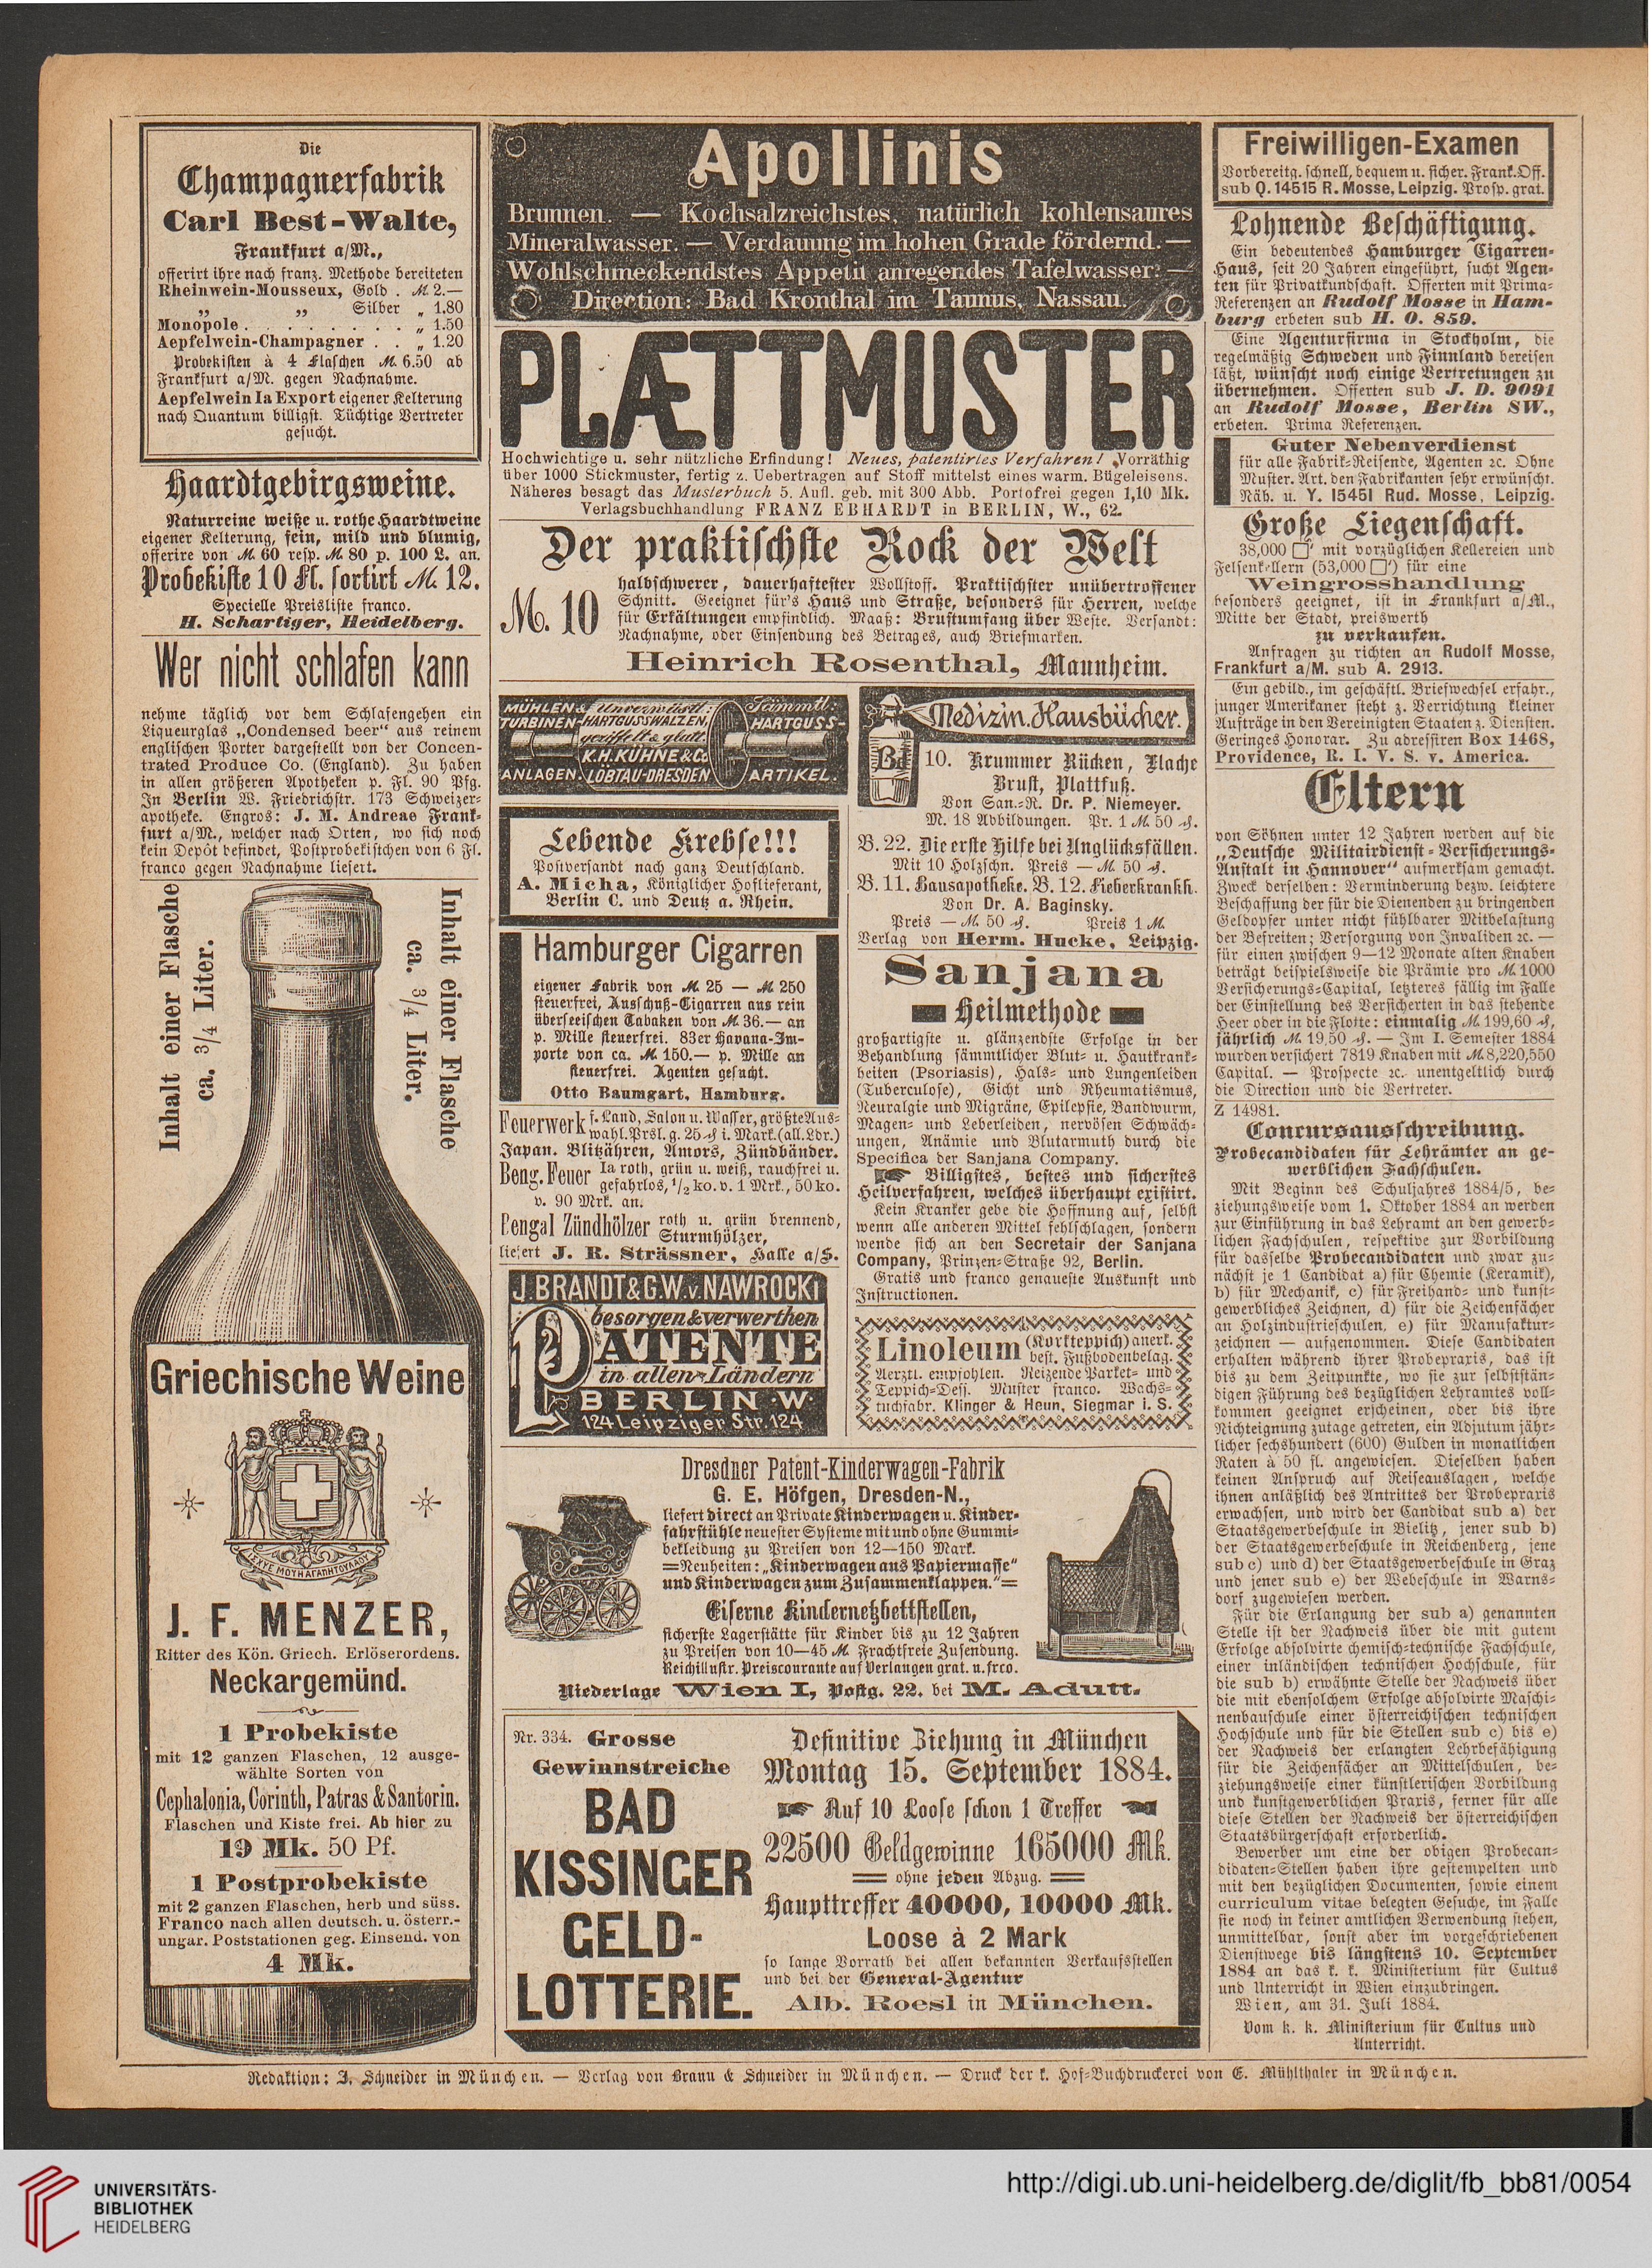 Die
Champagnerfabrik
Carl Best-Walte,
Frankfurt a/M.,
offerirt ihre nach franz. Methode bereiteten
Rheinwein-Mousseux, Gold . M. 2.—
„ „ Silber „ 1.80
Monopole . . . . . . . . „ 1.50
Aepfelwein-Champagner . . „ 1.20
Probekisten à 4 Flaschen M. 6.50 ab
Frankfurt a/M. gegen Nachnahme.
Aepfelwein Ia Export eigener Kelterung
nach Quantum billigst. Tüchtige Vertreter
gesucht.
Haardtgebirgsweine.
Naturreine weiße u. rothe Haardtweine
eigener Kelterung, fein, mild und blumig,
offerire von M. 60 resp. M. 80 p. 100 L. an.
Probekiste 10 Fl. sortirt M. 12.
Specielle Preisliste franco.
H. Schartiger, Heidelberg.
Wer nicht schlafen kann
nehme täglich vor dem Schlafengehen ein
Liqueurglas „Condensed beer“ aus reinem
englischen Porter dargestellt von der Concen-
trated Produce Co. (England). Zu haben
in allen größeren Apotheken p. Fl. 90 Pfg.
In Berlin W. Friedrichstr. 173 Schweizer-
apotheke. Engros: J. M. Andreae Frank-
furt a/M., welcher nach Orten, wo sich noch
kein Depôt befindet, Postprobekistchen von 6 Fl.
franco gegen Nachnahme liefert.
Inhalt einer Flasche
ca. 3/4 Liter.
Inhalt einer Flasche
ca. 3/4 Liter.
Griechische Weine
ΙΣΧΥΣ ΜΟΥ Η ΑΓΑΠΗ ΤΟΥ ΛΑΟΥ
J. F. MENZER,
Ritter des Kön. Griech. Erlöserordens.
Neckargemünd.
1 Probekiste
mit 12 ganzen Flaschen, 12 ausge-
wählte Sorten von
Cephalonia, Corinth, Patras & Santorin.
Flaschen und Kiste frei. Ab hier zu
19 Mk. 50 Pf.
1 Postprobekiste
mit 2 ganzen Flaschen, herb und süss.
Franco nach allen deutsch. u. österr.-
ungar. Poststationen geg. Einsend. von
4 Mk.
Apollinis
Brunnen. — Kochsalzreichstes, natürlich kohlensaures
Mineralwasser. — Verdauung im hohen Grade fördernd. —
Wohlschmeckendstes Appetit anregendes Tafelwasser. —
Direction: Bad Kronthal im Taunus, Nassau.
PLÆTTMUSTER
Hochwichtige u. sehr nützliche Erfindung! Neues, patentirtes Verfahren! Vorräthig
über 1000 Stickmuster, fertig z. Uebertragen auf Stoff mittelst eines warm. Bügeleisens.
Näheres besagt das Musterbuch 5. Aufl. geb. mit 300 Abb. Portofrei gegen 1,10 Mk.
Verlagsbuchhandlung FRANZ EBHARDT in BERLIN, W., 62.
Der praktischste Rock der Welt
M. 10
halbschwerer, dauerhaftester Wollstoff. Praktischster unübertroffener
Schnitt. Geeignet für's Haus und Straße, besonders für Herren, welche
für Erkältungen empfindlich. Maaß: Brustumfang über Weste. Versandt:
Nachnahme, oder Einsendung des Betrages, auch Briefmarken.
Heinrich Rosenthal, Mannheim.
MÜHLEN- & TURBINEN-ANLAGEN.
Unverwüstl: HARTGUSSWALZEN,
geriffelt & glatt.
K.H. KÜHNE & Co.
LÖBTAU-DRESDEN
Sämmtl: HARTGUSS-ARTIKEL.
Lebende Krebse!!!
Postversandt nach ganz Deutschland.
A. Micha, Königlicher Hoflieferant,
Berlin C. und Deutz a. Rhein.
Hamburger Cigarren
eigener Fabrik von M. 25 — M. 250
steuerfrei, Ausschuß-Cigarren aus rein
überseeischen Tabaken von M. 36.— an
p. Mille steuerfrei. 83er Havana-Im-
porte von ca. M. 150.— p. Mille an
steuerfrei. Agenten gesucht.
Otto Baumgart, Hamburg.
Feuerwerk f. Land, Salon u. Wasser, größte Aus-
wahl. Prsl. g. 25 ₰ i. Mark. (all. Ldr.)
Japan. Blitzähren, Amors, Zündbänder.
Beng. Feuer Ia roth, grün u. weiß, rauchfrei u.
gefahrlos, 1/2 ko. v. 1 Mrk., 50 ko.
v. 90 Mrk. an.
Bengal Zündhölzer roth u. grün brennend,
Sturmhölzer,
liefert J. R. Strässner, Halle a/S.
J. BRANDT & G.W. v. NAWROCKI
besorgen & verwerthen
PATENTE
in allen Ländern
BERLIN W.
124 Leipziger Str. 124
Medizin. Hausbücher.
Bd 10. Krummer Rücken, Flache
Brust, Plattfuß.
Von San.-R. Dr. P. Niemeyer.
M. 18 Abbildungen. Pr. 1 M. 50 ₰.
B. 22. Die erste Hilfe bei Unglücksfällen.
Mit 10 Holzschn. Preis — M. 50 ₰.
B. 11. Hausapotheke. B. 12. Fieberkrankh.
Von Dr. A. Baginsky.
Preis — M. 50 ₰. Preis 1 M.
Verlag von Herm. Hucke, Leipzig.
Sanjana
Heilmethode
großartigste u. glänzendste Erfolge in der
Behandlung sämmtlicher Blut- u. Hautkrank-
heiten (Psoriasis), Hals- und Lungenleiden
(Tuberculose), Gicht und Rheumatismus,
Neuralgie und Migräne, Epilepsie, Bandwurm,
Magen- und Leberleiden, nervösen Schwäch-
ungen, Anämie und Blutarmuth durch die
Specifica der Sanjana Company.
Billigstes, bestes und sicherstes
Heilverfahren, welches überhaupt existirt.
Kein Kranker gebe die Hoffnung auf, selbst
wenn alle anderen Mittel fehlschlagen, sondern
wende sich an den Secretair der Sanjana
Company, Prinzen-Straße 92, Berlin.
Gratis und franco genaueste Auskunft und
Instructionen.
Linoleum (Korkteppich) anerk.
best. Fußbodenbelag.
Aerztl. empfohlen. Reizende Parket- und
Teppich-Dess. Muster franco. Wachs-
tuchfabr. Klinger & Heun, Siegmar i. S.
Dresdner Patent-Kinderwagen-Fabrik
G. E. Höfgen, Dresden-N.,
liefert direct an Private Kinderwagen u. Kinder-
fahrstühle neuester Systeme mit und ohne Gummi-
bekleidung zu Preisen von 12—150 Mark.
=Neuheiten: „Kinderwagen aus Papiermasse“
und Kinderwagen zum Zusammenklappen.“=
Eiserne Kindernetzbettstellen,
sicherste Lagerstätte für Kinder bis zu 12 Jahren
zu Preisen von 10—45 M. Frachtfreie Zusendung.
Reichillustr. Preiscourante auf Verlangen grat. u. frco.
Niederlage Wien I, Postg. 22. bei M. Adutt.
Nr. 334. Grosse
Gewinnstreiche
BAD
KISSINGER
GELD-
LOTTERIE.
Definitive Ziehung in München
Montag 15. September 1884.
Auf 10 Loose schon 1 Treffer
22500 Geldgewinne 165000 Mk.
ohne jeden Abzug.
Haupttreffer 40000, 10000 Mk.
Loose à 2 Mark
so lange Vorrath bei allen bekannten Verkaufsstellen
und bei der General-Agentur
Alb. Roesl in München.
Freiwilligen-Examen
Vorbereitg. schnell, bequem u. sicher. Frank. Off.
sub Q. 14515 R. Mosse, Leipzig. Prosp. grat.
Lohnende Beschäftigung.
Ein bedeutendes Hamburger Cigarren-
Haus, seit 20 Jahren eingeführt, sucht Agen-
ten für Privatkundschaft. Offerten mit Prima-
Referenzen an Rudolf Mosse in Ham-
burg erbeten sub H. O. 859.
Eine Agenturfirma in Stockholm, die
regelmäßig Schweden und Finnland bereisen
läßt, wünscht noch einige Vertretungen zu
übernehmen. Offerten sub J. D. 9091
an Rudolf Mosse, Berlin SW.,
erbeten. Prima Referenzen.
Guter Nebenverdienst
für alle Fabrik-Reisende, Agenten ꝛc. Ohne
Muster. Art. den Fabrikanten sehr erwünscht.
Näh. u. Y. 15451 Rud. Mosse, Leipzig.
Große Liegenschaft.
38,000 □' mit vorzüglichen Kellereien und
Felsenkellern (53,000 □') für eine
Weingrosshandlung
besonders geeignet, ist in Frankfurt a/M.,
Mitte der Stadt, preiswerth
zu verkaufen.
Anfragen zu richten an Rudolf Mosse,
Frankfurt a/M. sub A. 2913.
Ein gebild., im geschäftl. Briefwechsel erfahr.,
junger Amerikaner steht z. Verrichtung kleiner
Aufträge in den Vereinigten Staaten z. Diensten.
Geringes Honorar. Zu adressiren Box 1468,
Providence, R. I. V. S. v. America.
Eltern
von Söhnen unter 12 Jahren werden auf die
„Deutsche Militairdienst-Versicherungs-
Anstalt in Hannover“ aufmerksam gemacht.
Zweck derselben: Verminderung bezw. leichtere
Beschaffung der für die Dienenden zu bringenden
Geldopfer unter nicht fühlbarer Mitbelastung
der Befreiten; Versorgung von Invaliden ꝛc. —
für einen zwischen 9—12 Monate alten Knaben
beträgt beispielsweise die Prämie pro M. 1000
Versicherungs-Capital, letzteres fällig im Falle
der Einstellung des Versicherten in das stehende
Heer oder in die Flotte: einmalig M. 199,60 ₰,
jährlich M. 19,50 ₰. — Im I. Semester 1884
wurden versichert 7819 Knaben mit M. 8,220,550
Capital. — Prospecte ꝛc. unentgeltlich durch
die Direction und die Vertreter.
Z 14981.
Concursausschreibung.
Probecandidaten für Lehrämter an ge-
werblichen Fachschulen.
Mit Beginn des Schuljahres 1884/5, be-
ziehungsweise vom 1. Oktober 1884 an werden
zur Einführung in das Lehramt an den gewerb-
lichen Fachschulen, respektive zur Vorbildung
für dasselbe Probecandidaten und zwar zu-
nächst je 1 Candidat a) für Chemie (Keramik),
b) für Mechanik, c) für Freihand- und kunst-
gewerbliches Zeichnen, d) für die Zeichenfächer
an Holzindustrieschulen, e) für Manufaktur-
zeichnen — aufgenommen. Diese Candidaten
erhalten während ihrer Probepraxis, das ist
bis zu dem Zeitpunkte, wo sie zur selbststän-
digen Führung des bezüglichen Lehramtes voll-
kommen geeignet erscheinen, oder bis ihre
Nichteignung zutage getreten, ein Adjutum jähr-
licher sechshundert (600) Gulden in monatlichen
Raten à 50 fl. angewiesen. Dieselben haben
keinen Anspruch auf Reiseauslagen, welche
ihnen anläßlich des Antrittes der Probepraxis
erwachsen, und wird der Candidat sub a) der
Staatsgewerbeschule in Bielitz, jener sub b)
der Staatsgewerbeschule in Reichenberg, jene
sub c) und d) der Staatsgewerbeschule in Graz
und jener sub e) der Webeschule in Warns-
dorf zugewiesen werden.
Für die Erlangung der sub a) genannten
Stelle ist der Nachweis über die mit gutem
Erfolge absolvirte chemisch-technische Fachschule,
einer inländischen technischen Hochschule, für
die sub b) erwähnte Stelle der Nachweis über
die mit ebensolchem Erfolge absolvirte Maschi-
nenbauschule einer österreichischen technischen
Hochschule und für die Stellen sub c) bis e)
der Nachweis der erlangten Lehrbefähigung
für die Zeichenfächer an Mittelschulen, be-
ziehungsweise einer künstlerischen Vorbildung
und kunstgewerblichen Praxis, ferner für alle
diese Stellen der Nachweis der österreichischen
Staatsbürgerschaft erforderlich.
Bewerber um eine der obigen Probecan-
didaten-Stellen haben ihre gestempelten und
mit den bezüglichen Documenten, sowie einem
curriculum vitae belegten Gesuche, im Falle
sie noch in keiner amtlichen Verwendung stehen,
unmittelbar, sonst aber im vorgeschriebenen
Dienstwege bis längstens 10. September
1884 an das k. k. Ministerium für Cultus
und Unterricht in Wien einzubringen.
Wien, am 31. Juli 1884.
Vom k. k. Ministerium für Cultus und
Unterricht.
Redaktion: J. Schneider in München. — Verlag von Braun & Schneider in München. — Druck der k. Hof-Buchdruckerei von E. Mühlthaler in München.
UNIVERSITÄTS-
BIBLIOTHEK
HEIDELBERG
http://digi.ub.uni-heidelberg.de/diglit/fb_bb81/0054